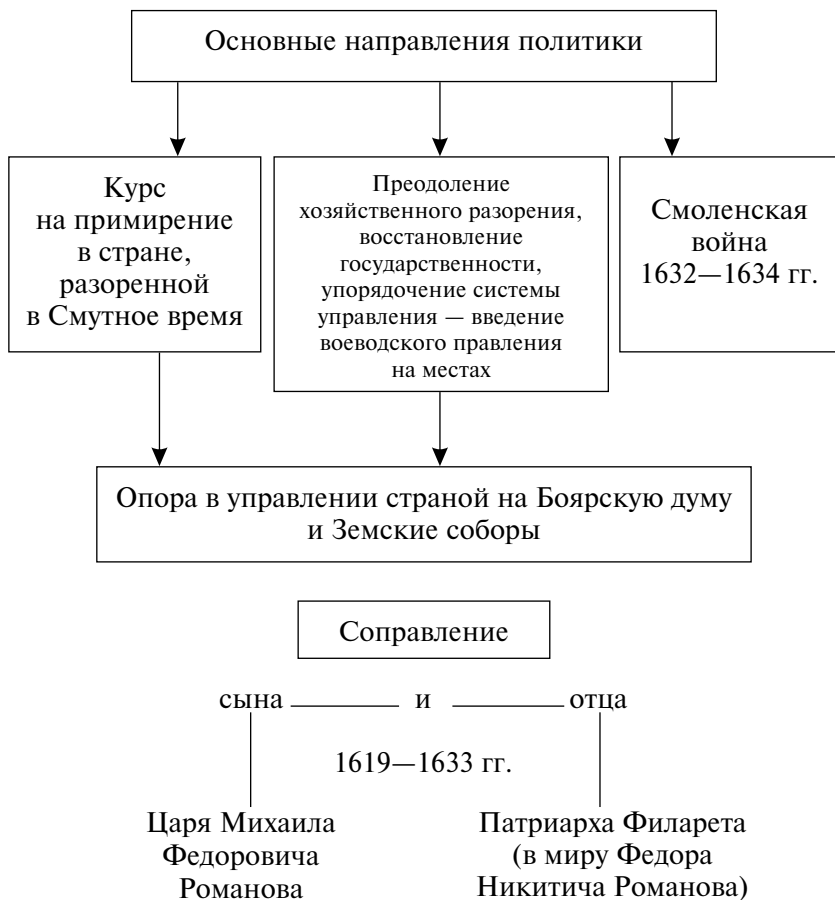 Основные направления политики
Курс
на примирение
в стране,
разоренной
в Смутное время
Преодоление
хозяйственного разорения,
восстановление
государственности,
упорядочение системы
управления — введение
воеводского правления
на местах
Смоленская
война
1632—1634 гг.
Опора в управлении страной на Боярскую думу
и Земские соборы
Соправление
сына и отца
1619—1633 гг.
Царя Михаила
Федоровича
Романова
Патриарха Филарета
(в миру Федора
Никитича Романова)